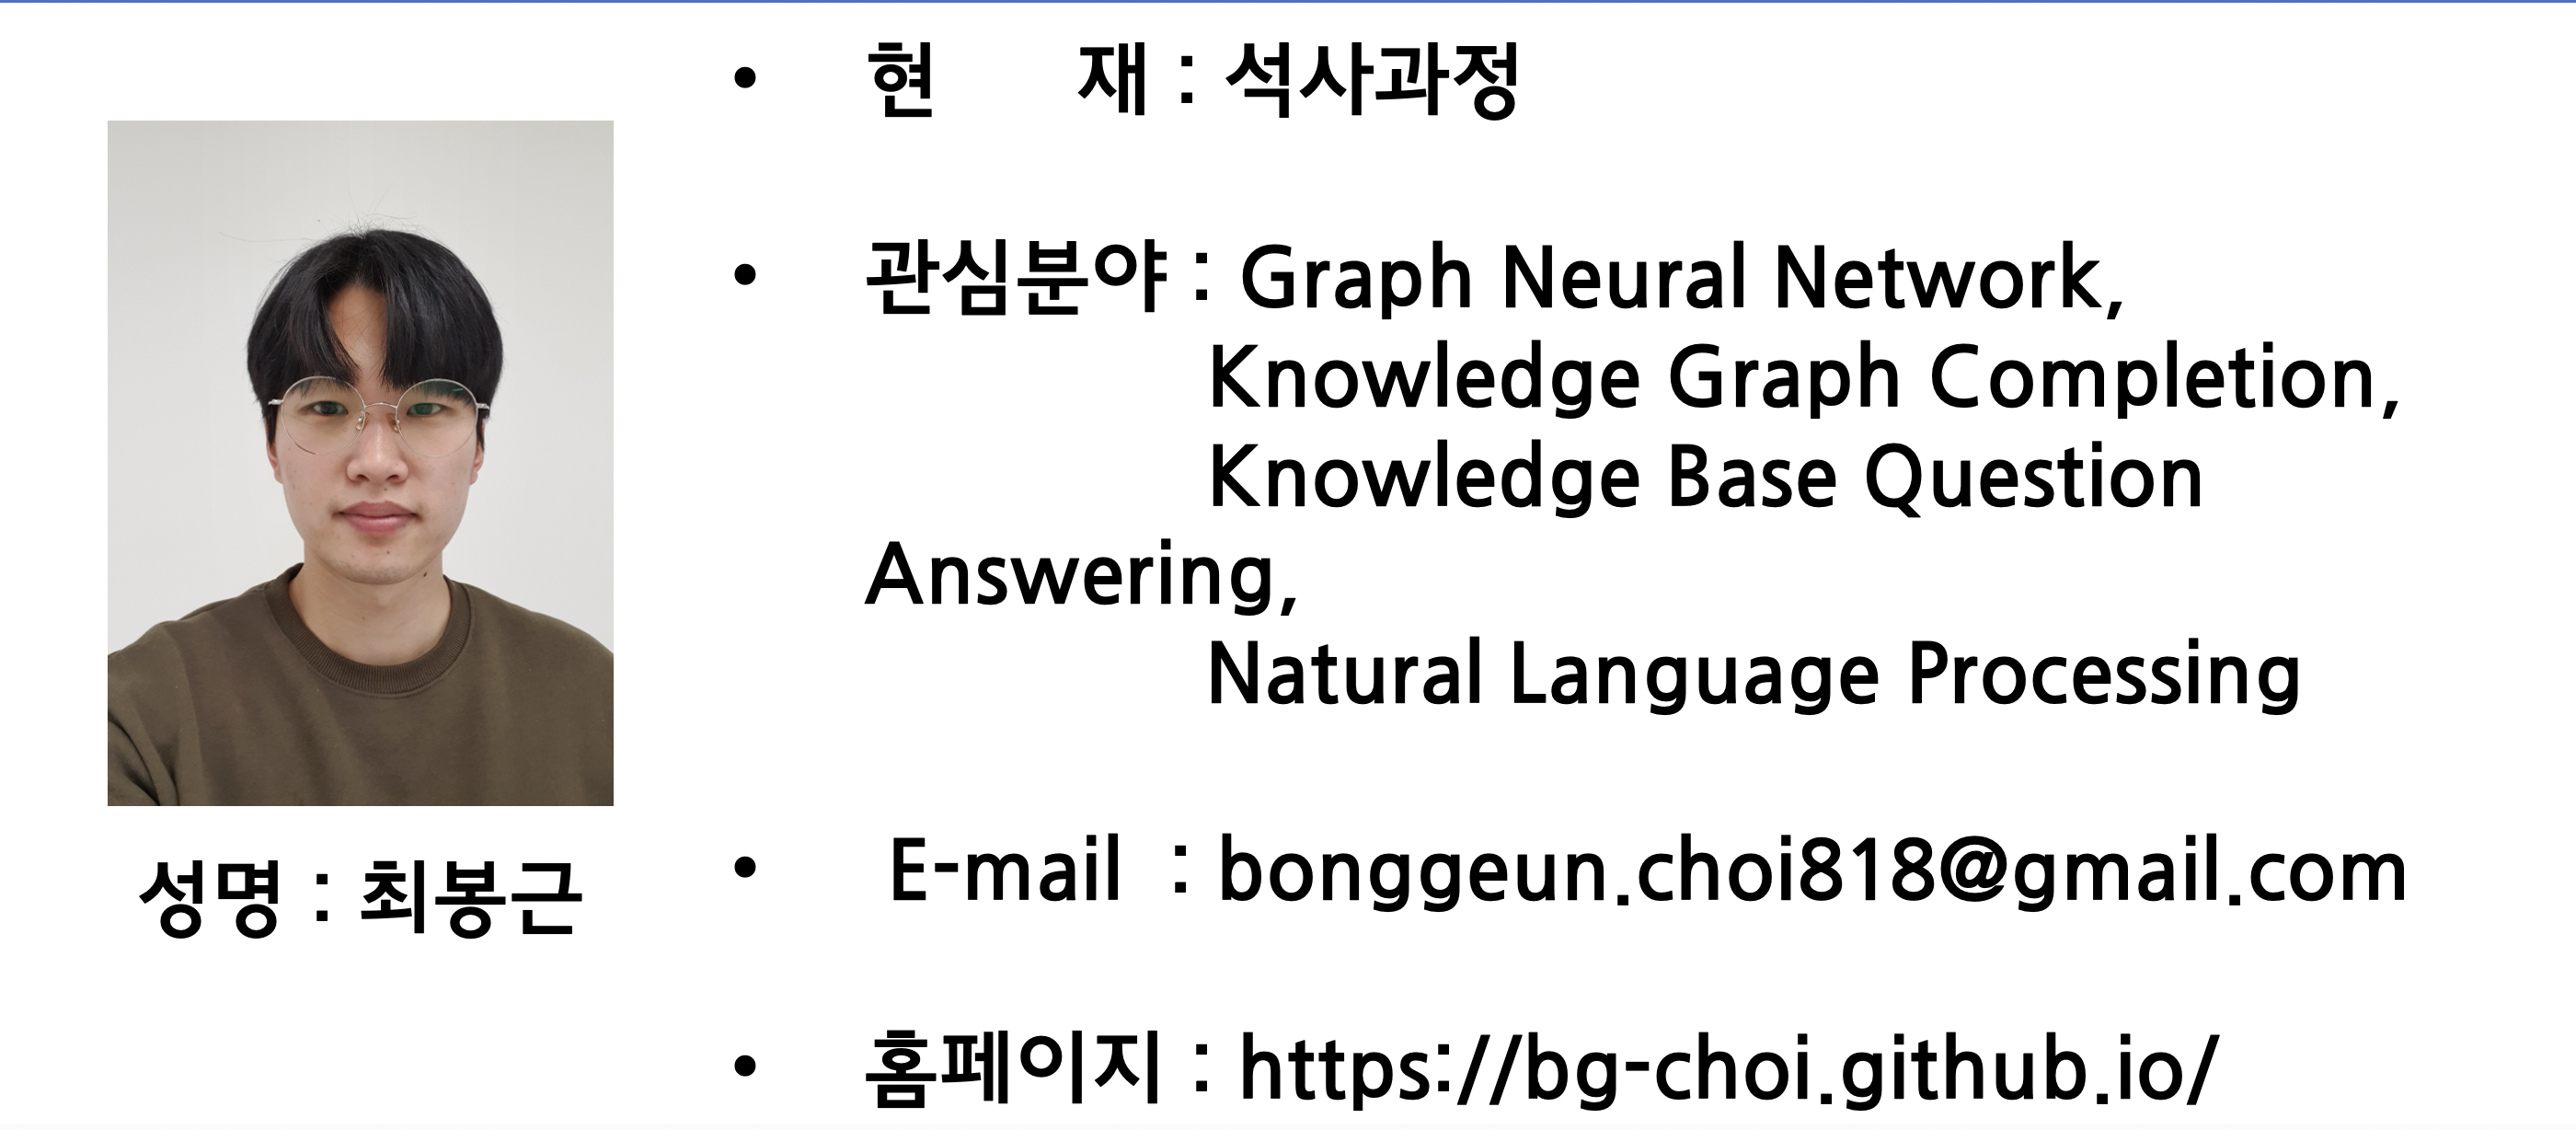 현 재 : 석사과정
관심분야 : Graph Neural Network,
Knowledge Graph Completion,
Knowledge Base Question
Answering,
Natural Language Processing
E-mail : bonggeun.choi818@gmail.com
홈페이지 : https://bg-choi.github.io/
성명 : 최봉근